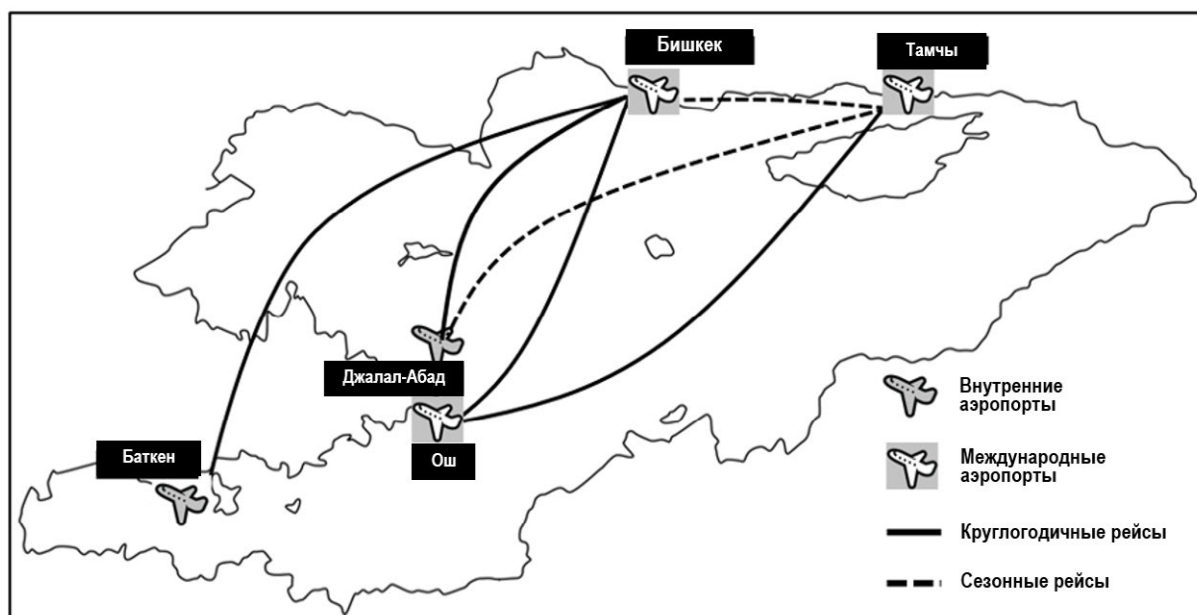 Бишкек
Тамчы
Джалал-Абад
Баткен
Ош
Внутренние
аэропорты
Международные
аэропорты
Круглогодичные рейсы
Сезонные рейсы